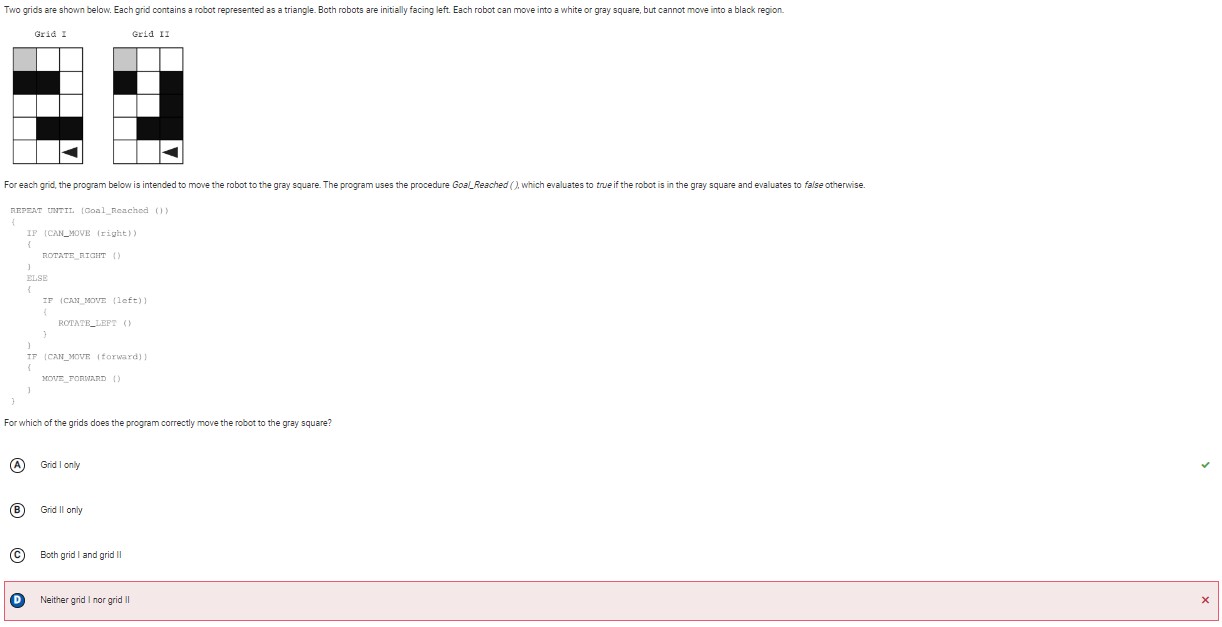 Two grids are shown below. Each grid contains a robot represented as a triangle. Both robots are initially facing left. Each robot can move into a white or gray square, but cannot move into a black region.
Grid I Grid II
For each grid, the program below is intended to move the robot to the gray square. The program uses the procedure Goal_Reached ( ), which evaluates to true if the robot is in the gray square and evaluates to false otherwise.
REPEAT UNTIL (Goal_Reached ())
{
IF (CAN_MOVE (right))
{
ROTATE_RIGHT ()
}
ELSE
{
IF (CAN_MOVE (left))
{
ROTATE_LEFT ()
}
}
IF (CAN_MOVE (forward))
{
MOVE_FORWARD ()
}
}
For which of the grids does the program correctly move the robot to the gray square?
A Grid I only
B Grid II only
C Both grid I and grid II
D Neither grid I nor grid II